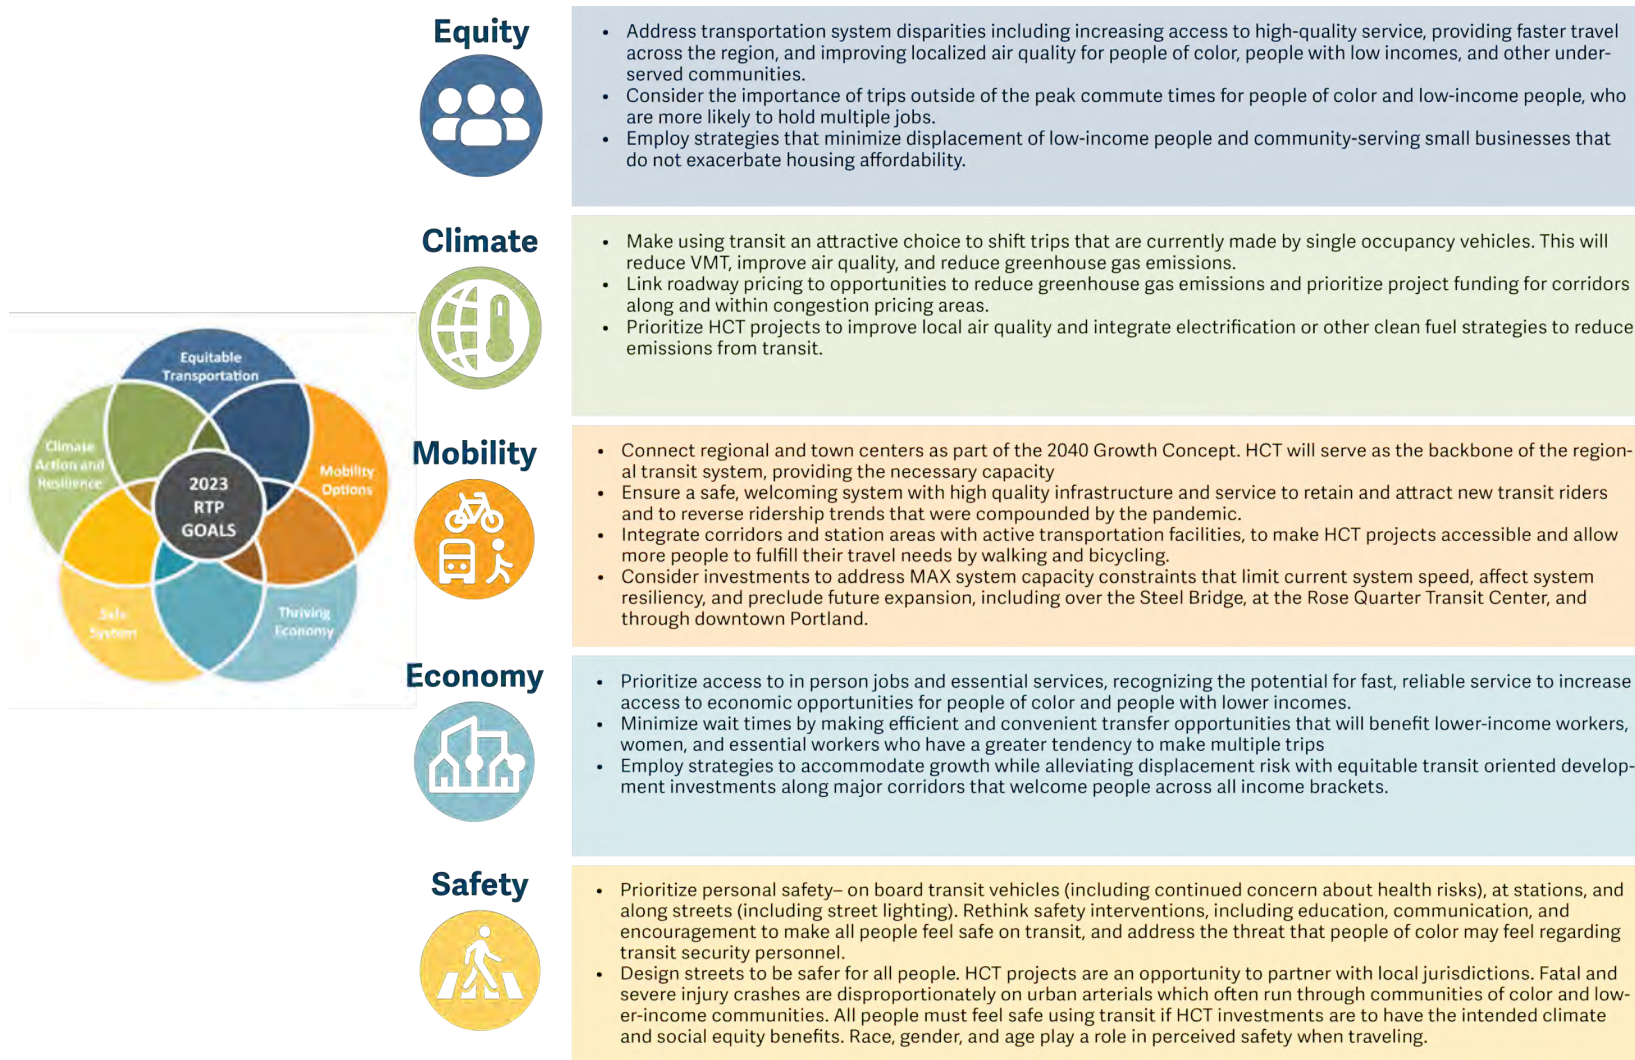 Equity
• Address transportation system disparities including increasing access to high-quality service, providing faster travel
across the region, and improving localized air quality for people of color, people with low incomes, and other under-
served communities.
• Consider the importance of trips outside of the peak commute times for people of color and low-income people, who
are more likely to hold multiple jobs.
• Employ strategies that minimize displacement of low-income people and community-serving small businesses that
do not exacerbate housing affordability.
Climate
• Make using transit an attractive choice to shift trips that are currently made by single occupancy vehicles. This will
reduce VMT, improve air quality, and reduce greenhouse gas emissions.
• Link roadway pricing to opportunities to reduce greenhouse gas emissions and prioritize project funding for corridors
along and within congestion pricing areas.
• Prioritize HCT projects to improve local air quality and integrate electrification or other clean fuel strategies to reduce
emissions from transit.
Equitable
Transportation
Climate
Action and
Resilience
Mobility
Options
2023
RTP
GOALS
Safe
System
Thriving
Economy
Mobility
• Connect regional and town centers as part of the 2040 Growth Concept. HCT will serve as the backbone of the region-
al transit system, providing the necessary capacity
• Ensure a safe, welcoming system with high quality infrastructure and service to retain and attract new transit riders
and to reverse ridership trends that were compounded by the pandemic.
• Integrate corridors and station areas with active transportation facilities, to make HCT projects accessible and allow
more people to fulfill their travel needs by walking and bicycling.
• Consider investments to address MAX system capacity constraints that limit current system speed, affect system
resiliency, and preclude future expansion, including over the Steel Bridge, at the Rose Quarter Transit Center, and
through downtown Portland.
Economy
• Prioritize access to in person jobs and essential services, recognizing the potential for fast, reliable service to increase
access to economic opportunities for people of color and people with lower incomes.
• Minimize wait times by making efficient and convenient transfer opportunities that will benefit lower-income workers,
women, and essential workers who have a greater tendency to make multiple trips
• Employ strategies to accommodate growth while alleviating displacement risk with equitable transit oriented develop-
ment investments along major corridors that welcome people across all income brackets.
Safety
• Prioritize personal safety– on board transit vehicles (including continued concern about health risks), at stations, and
along streets (including street lighting). Rethink safety interventions, including education, communication, and
encouragement to make all people feel safe on transit, and address the threat that people of color may feel regarding
transit security personnel.
• Design streets to be safer for all people. HCT projects are an opportunity to partner with local jurisdictions. Fatal and
severe injury crashes are disproportionately on urban arterials which often run through communities of color and low-
er-income communities. All people must feel safe using transit if HCT investments are to have the intended climate
and social equity benefits. Race, gender, and age play a role in perceived safety when traveling.